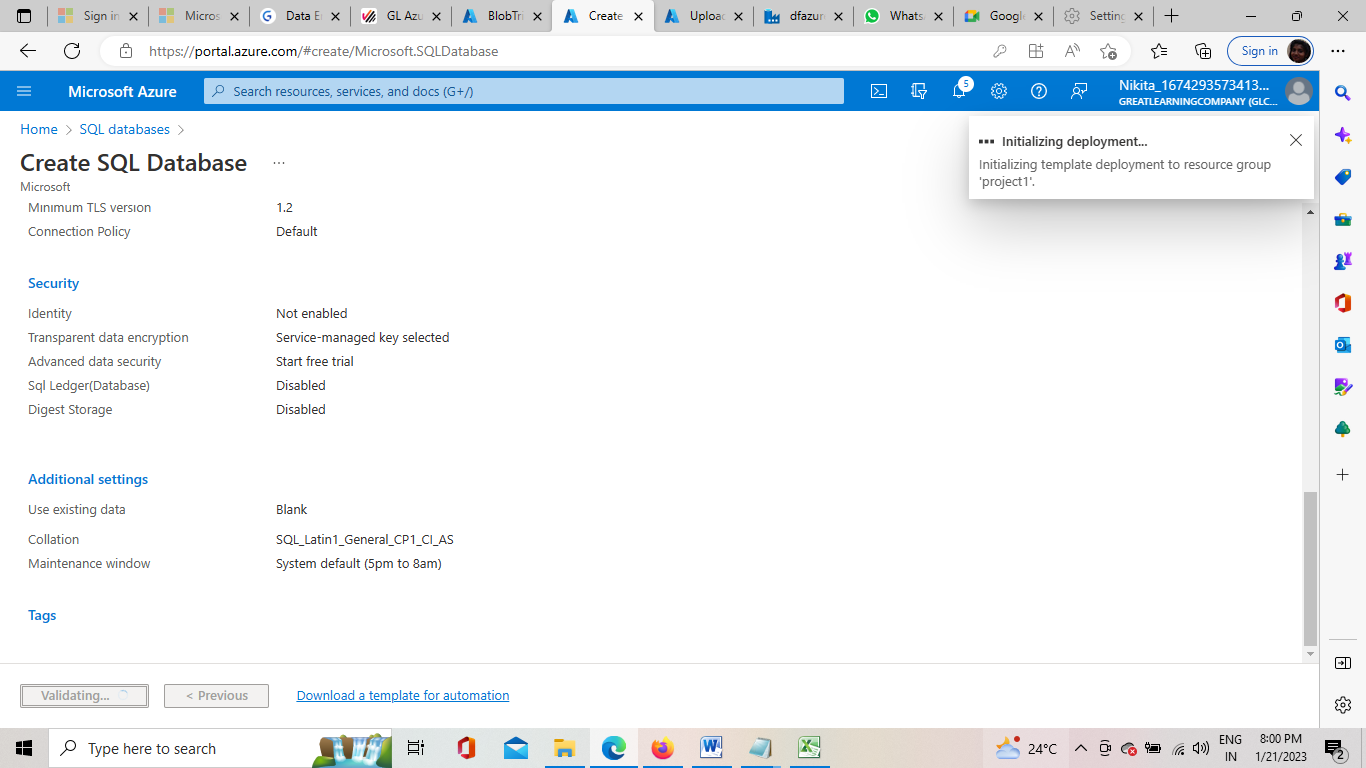 Sign in
Micros
Data E
GL Azu
BlobTri
Create
Upload
dfazur
Whats
Google
Setting
https://portal.azure.com/#create/Microsoft.SQLDatabase
Sign in
Microsoft Azure
Search resources, services, and docs (G+/)
5
Nikita_1674293573413...
GREATLEARNINGCOMPANY (GLC...
Home > SQL databases >
Create SQL Database ...
Microsoft
Initializing deployment...
Initializing template deployment to resource group
'project1'.
Minimum TLS version 1.2
Connection Policy Default
Security
Identity Not enabled
Transparent data encryption Service-managed key selected
Advanced data security Start free trial
Sql Ledger(Database) Disabled
Digest Storage Disabled
Additional settings
Use existing data Blank
Collation SQL_Latin1_General_CP1_CI_AS
Maintenance window System default (5pm to 8am)
Tags
Validating... < Previous Download a template for automation
Type here to search
24°C
ENG
IN
8:00 PM
1/21/2023
2